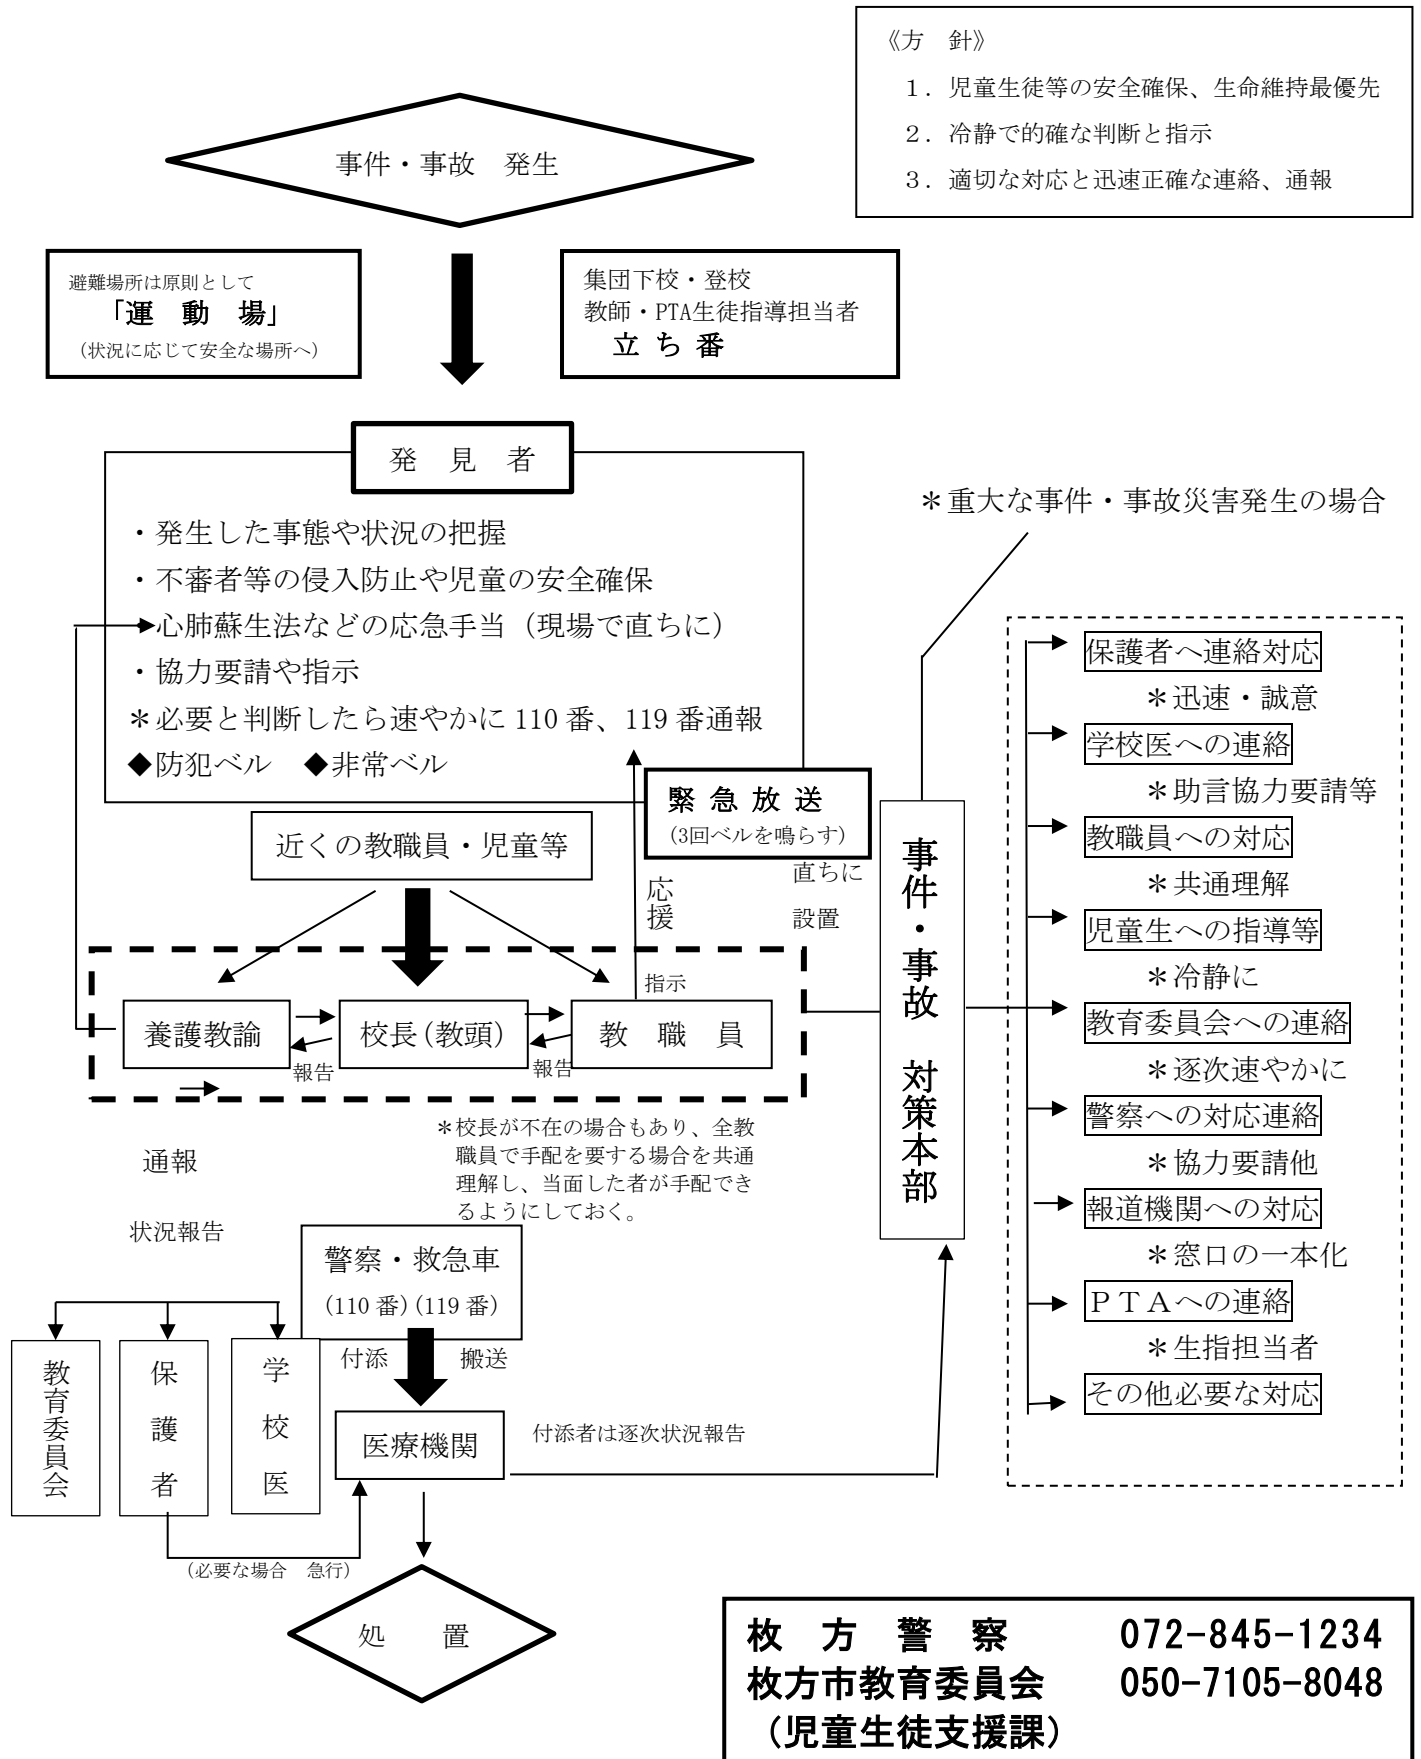 《方　針》
１．児童生徒等の安全確保、生命維持最優先
２．冷静で的確な判断と指示
３．適切な対応と迅速正確な連絡、通報
事件・事故　発生
避難場所は原則として
「運　動　場」
（状況に応じて安全な場所へ）
集団下校・登校
教師・PTA生徒指導担当者
立 ち 番
発　見　者
・発生した事態や状況の把握
・不審者等の侵入防止や児童の安全確保
心肺蘇生法などの応急手当（現場で直ちに）
・協力要請や指示
＊必要と判断したら速やかに 110 番、119 番通報
◆防犯ベル　◆非常ベル
緊 急 放 送
（3回ベルを鳴らす）
近くの教職員・児童等
応援
直ちに
設置
指示
養護教諭
校長(教頭)
教　職　員
報告
報告
＊校長が不在の場合もあり、全教
職員で手配を要する場合を共通
理解し、当面した者が手配でき
るようにしておく。
通報
状況報告
警察・救急車
(110 番)(119 番)
付添
搬送
教育委員会
保護者
学校医
医療機関
付添者は逐次状況報告
（必要な場合　急行）
処　　置
＊重大な事件・事故災害発生の場合
事件・事故　対策本部
保護者へ連絡対応
＊迅速・誠意
学校医への連絡
＊助言協力要請等
教職員への対応
＊共通理解
児童生への指導等
＊冷静に
教育委員会への連絡
＊逐次速やかに
警察への対応連絡
＊協力要請他
報道機関への対応
＊窓口の一本化
ＰＴＡへの連絡
＊生指担当者
その他必要な対応
枚　方　警　察　　　072-845-1234
枚方市教育委員会　　050-7105-8048
（児童生徒支援課）